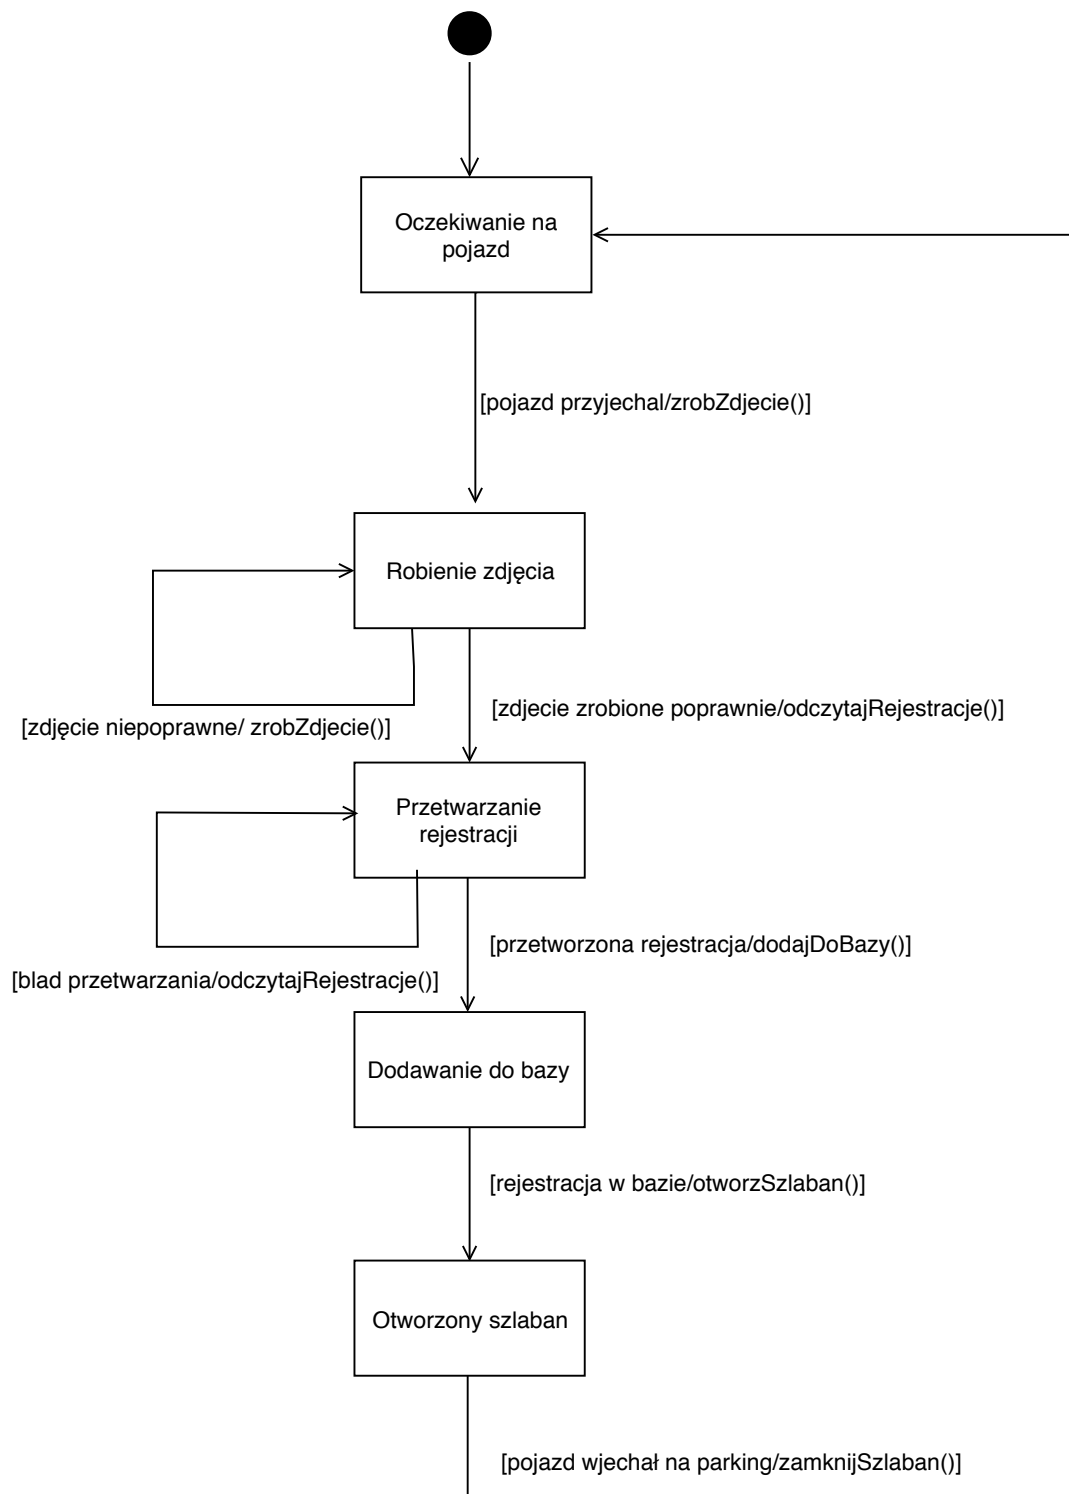 Oczekiwanie na
pojazd
[pojazd przyjechal/zrobZdjecie()]
Robienie zdjęcia
[zdjęcie niepoprawne/ zrobZdjecie()]
[zdjecie zrobione poprawnie/odczytajRejestracje()]
Przetwarzanie
rejestracji
[blad przetwarzania/odczytajRejestracje()]
[przetworzona rejestracja/dodajDoBazy()]
Dodawanie do bazy
[rejestracja w bazie/otworzSzlaban()]
Otworzony szlaban
[pojazd wjechał na parking/zamknijSzlaban()]